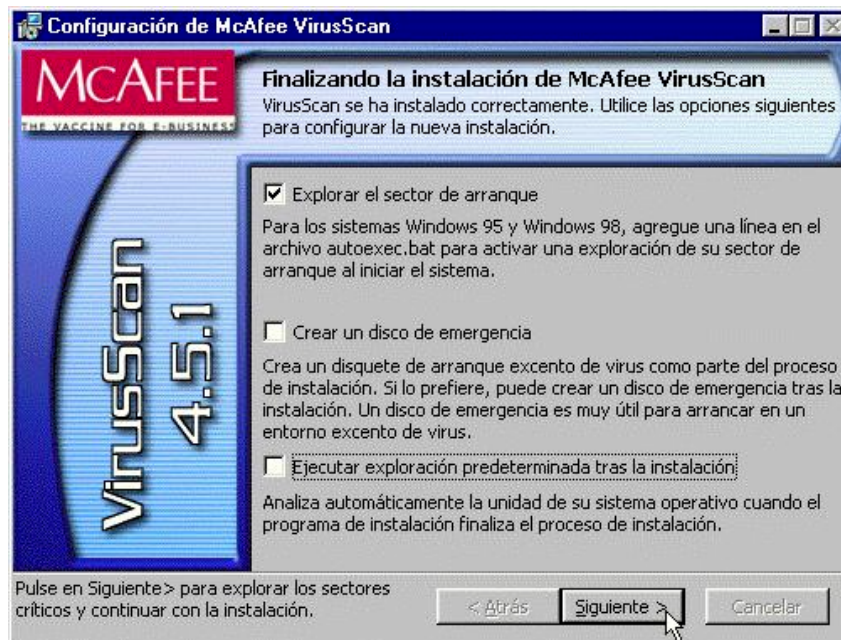 Configuración de McAfee VirusScan
McAFEE
THE VACCINE FOR E-BUSINESS
VirusScan
4.5.1
Finalizando la instalación de McAfee VirusScan
VirusScan se ha instalado correctamente. Utilice las opciones siguientes
para configurar la nueva instalación.
Explorar el sector de arranque
Para los sistemas Windows 95 y Windows 98, agregue una línea en el
archivo autoexec.bat para activar una exploración de su sector de
arranque al iniciar el sistema.
Crear un disco de emergencia
Crea un disquete de arranque excento de virus como parte del proceso
de instalación. Si lo prefiere, puede crear un disco de emergencia tras la
instalación. Un disco de emergencia es muy útil para arrancar en un
entorno excento de virus.
Ejecutar exploración predeterminada tras la instalación
Analiza automáticamente la unidad de su sistema operativo cuando el
programa de instalación finaliza el proceso de instalación.
Pulse en Siguiente> para explorar los sectores
críticos y continuar con la instalación.
< Atrás
Siguiente >
Cancelar